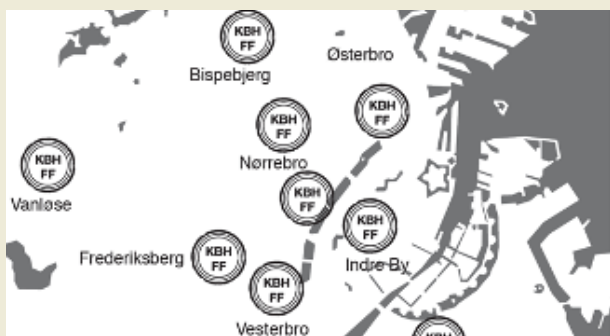 KBH
FF
Bispebjerg
Østerbro
KBH
FF
KBH
FF
Nørrebro
KBH
FF
Vanløse
KBH
FF
KBH
FF
Indre By
Frederiksberg
KBH
FF
KBH
FF
Vesterbro
KBH